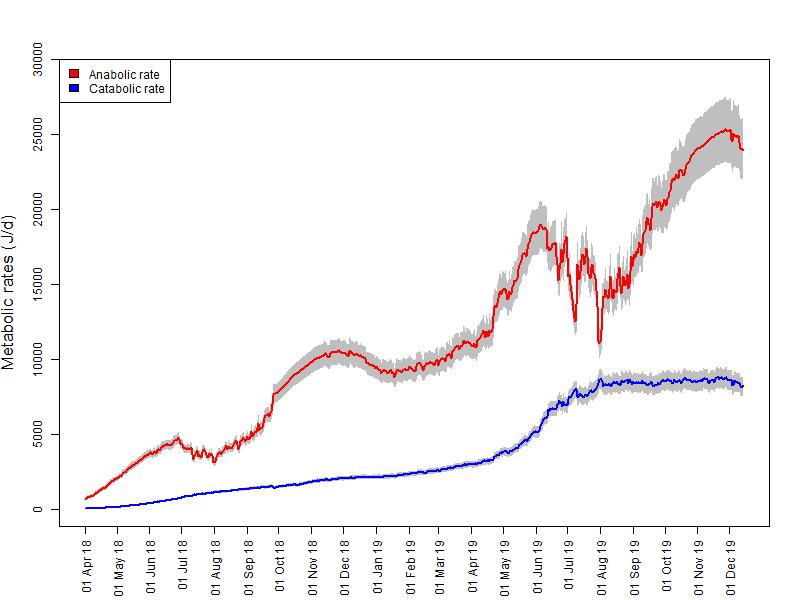 Anabolic rate
Catabolic rate
Metabolic rates (J/d)
30000
25000
20000
15000
10000
5000
0
01 Apr 18
01 May 18
01 Jun 18
01 Jul 18
01 Aug 18
01 Sep 18
01 Oct 18
01 Nov 18
01 Dec 18
01 Jan 19
01 Feb 19
01 Mar 19
01 Apr 19
01 May 19
01 Jun 19
01 Jul 19
01 Aug 19
01 Sep 19
01 Oct 19
01 Nov 19
01 Dec 19